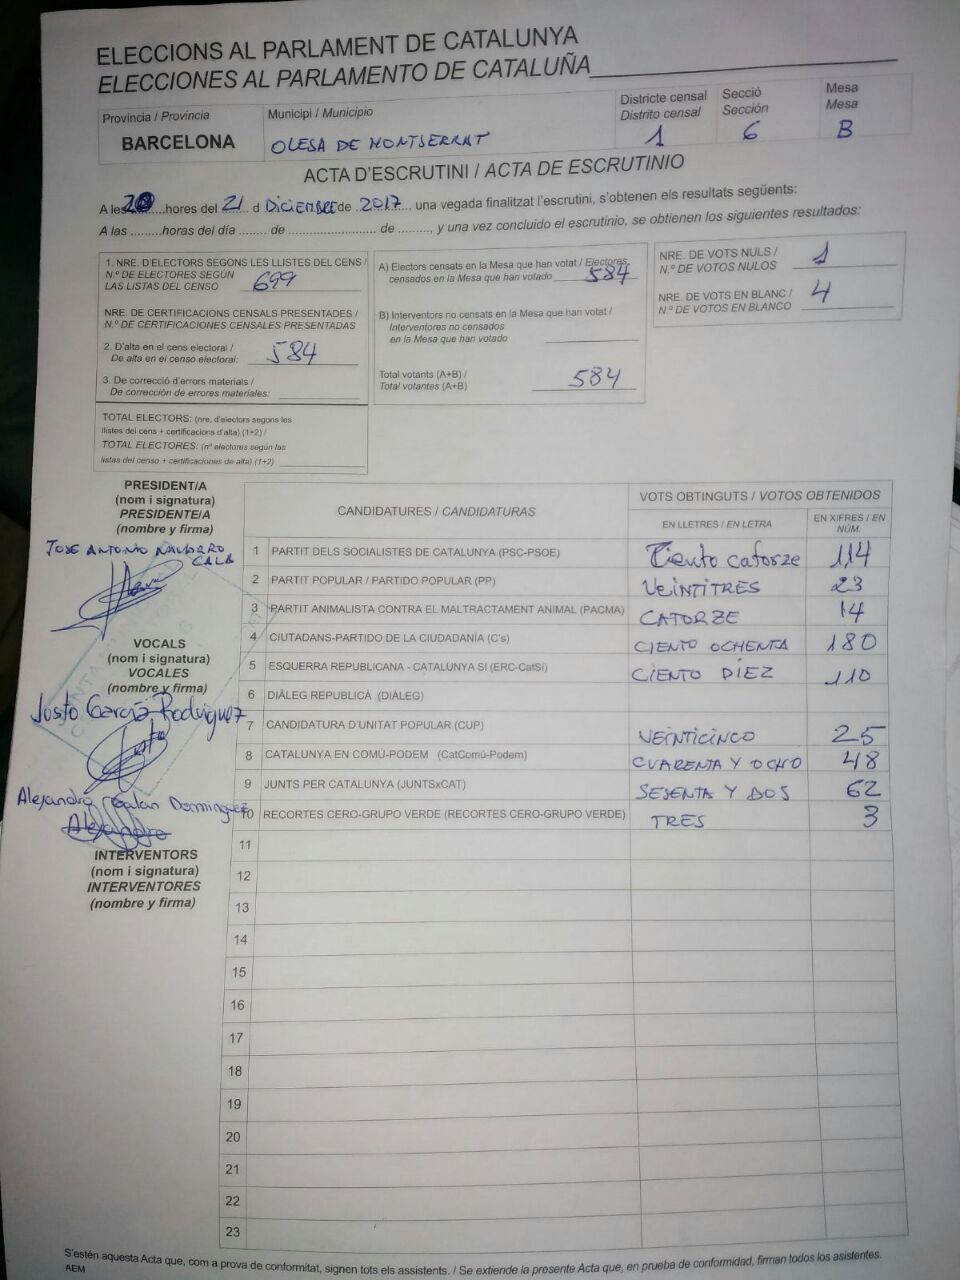 ELECCIONS AL PARLAMENT DE CATALUNYA
ELECCIONES AL PARLAMENTO DE CATALUÑA
Província / Provincia
BARCELONA
Municipi / Municipio
OLESA DE MONTSERRAT
Districte censal
Distrito censal
1
Secció
Sección
6
Mesa
Mesa
B
ACTA D'ESCRUTINI / ACTA DE ESCRUTINIO
A les 20 hores del 21 d DICIEMBRE de 2017, una vegada finalitzat l'escrutini, s'obtenen els resultats següents:
A las ......... horas del día ........ de ......................... de ........., y una vez concluido el escrutinio, se obtienen los siguientes resultados:
1. NRE. D'ELECTORS SEGONS LES LLISTES DEL CENS /
N.º DE ELECTORES SEGÚN
LAS LISTAS DEL CENSO 699
NRE. DE CERTIFICACIONS CENSALS PRESENTADES /
N.º DE CERTIFICACIONES CENSALES PRESENTADAS
2. D'alta en el cens electoral /
De alta en el censo electoral: 584
3. De correcció d'errors materials /
De corrección de errores materiales:
TOTAL ELECTORS: (nre. d'electors segons les
llistes del cens + certificacions d'alta) (1+2) /
TOTAL ELECTORES: (nº electores según las
listas del censo + certificaciones de alta) (1+2)
A) Electors censats en la Mesa que han votat / Electores
censados en la Mesa que han votado 584
B) Interventors no censats en la Mesa que han votat /
Interventores no censados
en la Mesa que han votado
Total votants (A+B) /
Total votantes (A+B) 584
NRE. DE VOTS NULS /
N.º DE VOTOS NULOS 1
NRE. DE VOTS EN BLANC /
N.º DE VOTOS EN BLANCO 4
PRESIDENT/A
(nom i signatura)
PRESIDENTE/A
(nombre y firma)
JOSE ANTONIO NAVARRO
VOCALS
(nom i signatura)
VOCALES
(nombre y firma)
Justo García Rodriguez
Alejandro Galan Dominguez
INTERVENTORS
(nom i signatura)
INTERVENTORES
(nombre y firma)
CANDIDATURES / CANDIDATURAS
VOTS OBTINGUTS / VOTOS OBTENIDOS
EN LLETRES / EN LETRA
EN XIFRES / EN NÚM.
1 PARTIT DELS SOCIALISTES DE CATALUNYA (PSC-PSOE) Ciento catorze 114
2 PARTIT POPULAR / PARTIDO POPULAR (PP) VEINTITRES 23
3 PARTIT ANIMALISTA CONTRA EL MALTRACTAMENT ANIMAL (PACMA) CATORZE 14
4 CIUTADANS-PARTIDO DE LA CIUDADANÍA (C's) CIENTO OCHENTA 180
5 ESQUERRA REPUBLICANA - CATALUNYA SI (ERC-CatSí) CIENTO DIEZ 110
6 DIÀLEG REPUBLICÀ (DIÀLEG)
7 CANDIDATURA D'UNITAT POPULAR (CUP) VEINTICINCO 25
8 CATALUNYA EN COMÚ-PODEM (CatComú-Podem) CUARENTA Y OCHO 48
9 JUNTS PER CATALUNYA (JUNTSxCAT) SESENTA Y DOS 62
10 RECORTES CERO-GRUPO VERDE (RECORTES CERO-GRUPO VERDE) TRES 3
11
12
13
14
15
16
17
18
19
20
21
22
23
S'estén aquesta Acta que, com a prova de conformitat, signen tots els assistents. / Se extiende la presente Acta que, en prueba de conformidad, firman todos los asistentes.
AEM